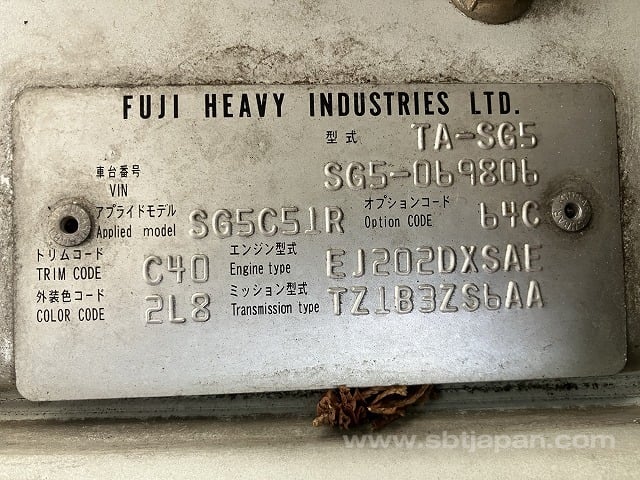 FUJI HEAVY INDUSTRIES LTD.
型式 TA-SG5
車台番号 VIN SG5-069806
アプライドモデル Applied model SG5C51R オプションコード Option CODE 64C
トリムコード TRIM CODE C40 エンジン型式 Engine type EJ202DXSAE
外装色コード COLOR CODE 2L8 ミッション型式 Transmission type TZ1B3ZS6AA
www.sbtjapan.com